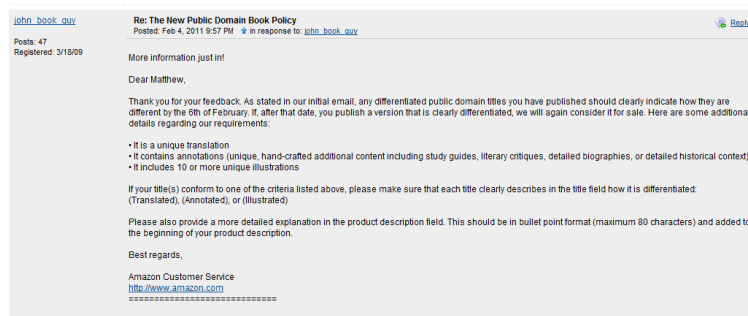 john_book_guy
Posts: 47
Registered: 3/18/09
Re: The New Public Domain Book Policy
Posted: Feb 4, 2011 9:57 PM in response to: john_book_guy
More information just in!
Dear Matthew,
Thank you for your feedback. As stated in our initial email, any differentiated public domain titles you have published should clearly indicate how they are
different by the 6th of February. If, after that date, you publish a version that is clearly differentiated, we will again consider it for sale. Here are some additiona
details regarding our requirements:
• It is a unique translation
• It contains annotations (unique, hand-crafted additional content including study guides, literary critiques, detailed biographies, or detailed historical context)
• It includes 10 or more unique illustrations
If your title(s) conform to one of the criteria listed above, please make sure that each title clearly describes in the title field how it is differentiated:
(Translated), (Annotated), or (Illustrated)
Please also provide a more detailed explanation in the product description field. This should be in bullet point format (maximum 80 characters) and added to
the beginning of your product description.
Best regards,
Amazon Customer Service
http://www.amazon.com
=============================